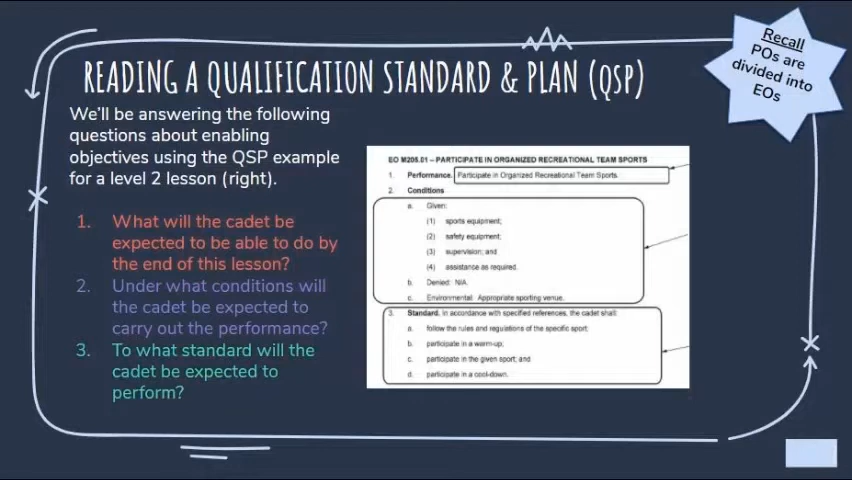 READING A QUALIFICATION STANDARD & PLAN (QSP)
Recall
POs are
divided into
EOs
We'll be answering the following
questions about enabling
objectives using the QSP example
for a level 2 lesson (right).
1. What will the cadet be
expected to be able to do by
the end of this lesson?
2. Under what conditions will
the cadet be expected to
carry out the performance?
3. To what standard will the
cadet be expected to
perform?
EO M205.01 – PARTICIPATE IN ORGANIZED RECREATIONAL TEAM SPORTS
1. Performance. Participate in Organized Recreational Team Sports.
2. Conditions
a. Given:
(1) sports equipment;
(2) safety equipment;
(3) supervision; and
(4) assistance as required.
b. Denied: N/A.
c. Environmental: Appropriate sporting venue.
3. Standard. In accordance with specified references, the cadet shall:
a. follow the rules and regulations of the specific sport;
b. participate in a warm-up;
c. participate in the given sport; and
d. participate in a cool-down.